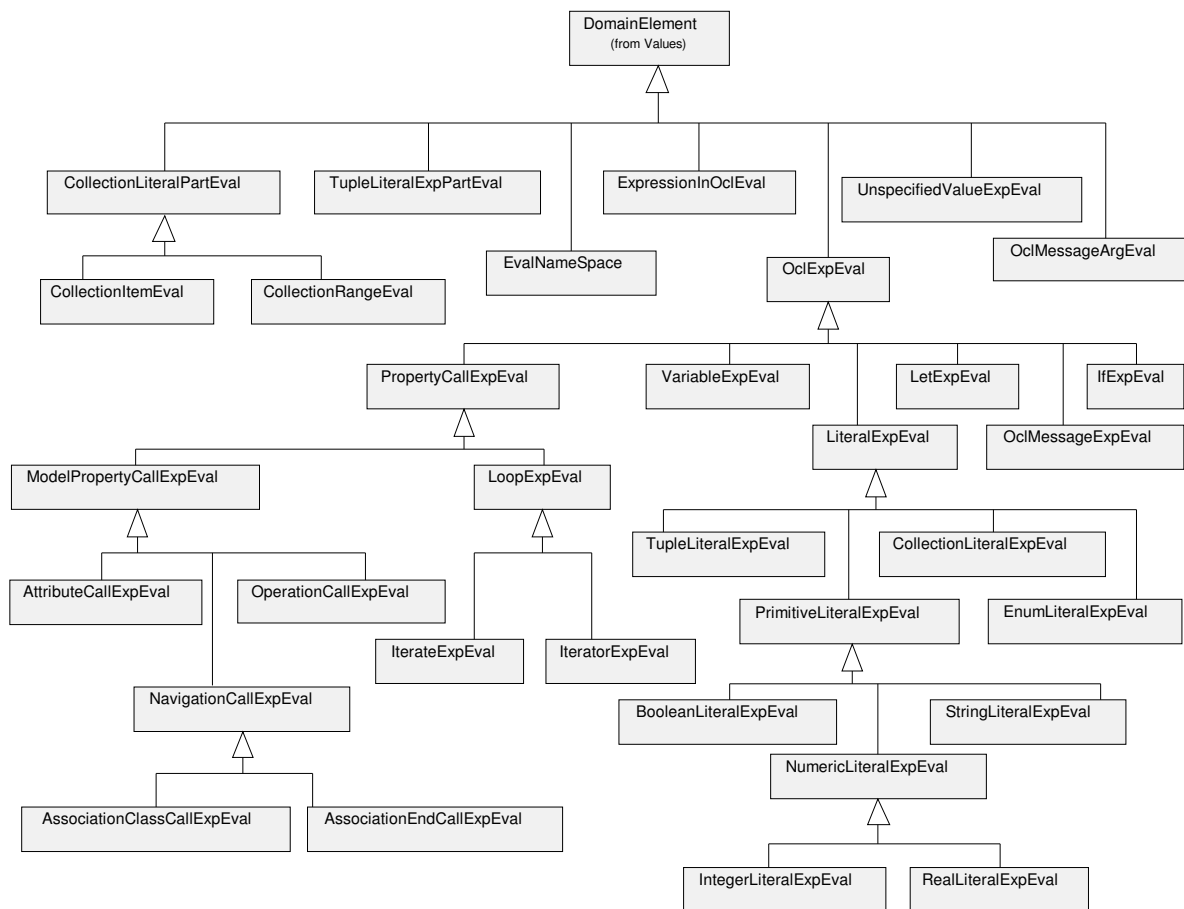 DomainElement
(from Values)
CollectionLiteralPartEval
TupleLiteralExpPartEval
ExpressionInOclEval
UnspecifiedValueExpEval
EvalNameSpace
OclExpEval
OclMessageArgEval
CollectionItemEval
CollectionRangeEval
PropertyCallExpEval
VariableExpEval
LetExpEval
IfExpEval
LiteralExpEval
OclMessageExpEval
ModelPropertyCallExpEval
LoopExpEval
TupleLiteralExpEval
CollectionLiteralExpEval
AttributeCallExpEval
OperationCallExpEval
PrimitiveLiteralExpEval
EnumLiteralExpEval
IterateExpEval
IteratorExpEval
NavigationCallExpEval
BooleanLiteralExpEval
StringLiteralExpEval
NumericLiteralExpEval
AssociationClassCallExpEval
AssociationEndCallExpEval
IntegerLiteralExpEval
RealLiteralExpEval